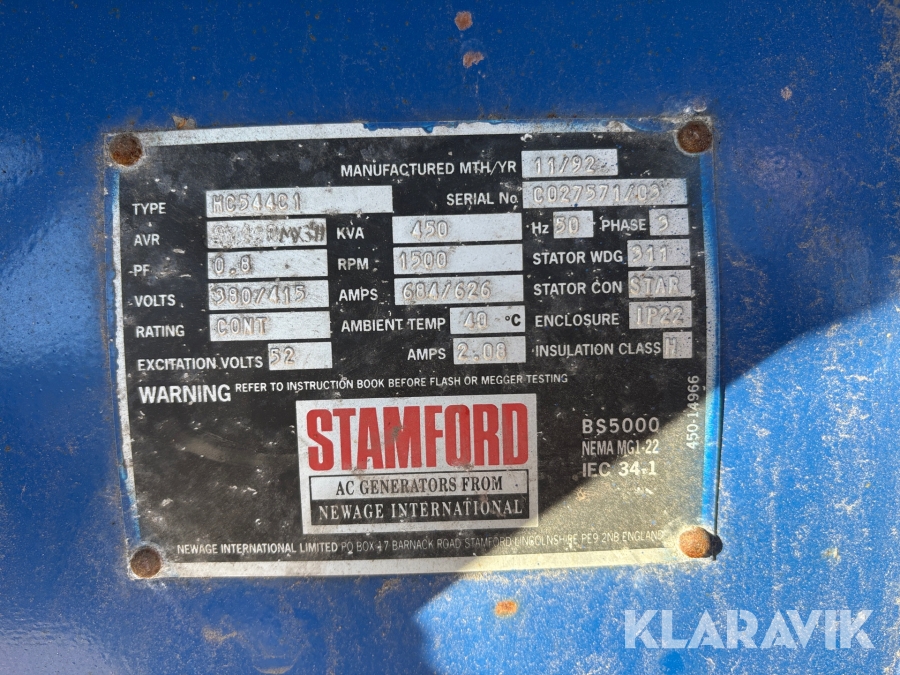 MANUFACTURED MTH/YR 11/92
TYPE HC544C1 SERIAL No. C027571/03
AVR KVA 450 Hz 50 PHASE 3
PF 0.8 RPM 1500 STATOR WDG 311
VOLTS 380/415 AMPS 684/626 STATOR CON STAR
RATING CONT AMBIENT TEMP 40 °C ENCLOSURE IP22
EXCITATION VOLTS 52 AMPS 2.08 INSULATION CLASS H
WARNING REFER TO INSTRUCTION BOOK BEFORE FLASH OR MEGGER TESTING
STAMFORD
AC GENERATORS FROM
NEWAGE INTERNATIONAL
BS5000
NEMA MG1-22
IEC 34-1
450-14966
NEWAGE INTERNATIONAL LIMITED PO BOX 17 BARNACK ROAD STAMFORD LINCOLNSHIRE PE9 2NB ENGLAND
KLARAVIK